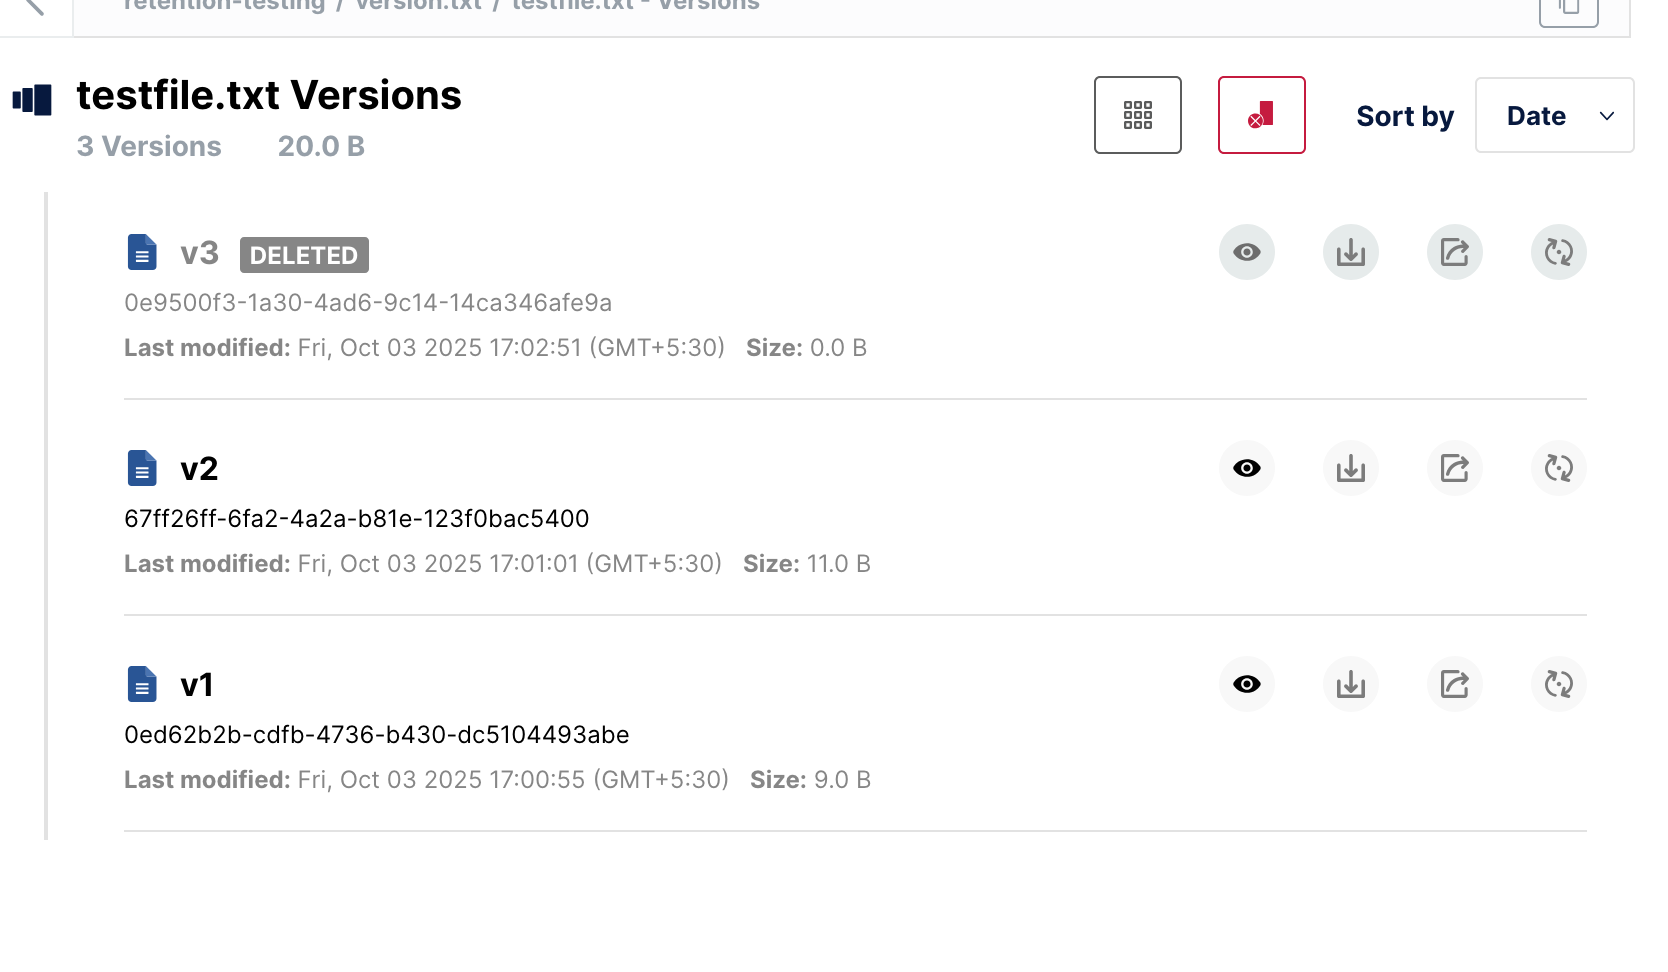 retention-testing / version.txt / testfile.txt - Versions
testfile.txt Versions
3 Versions 20.0 B
Sort by Date
v3 DELETED
0e9500f3-1a30-4ad6-9c14-14ca346afe9a
Last modified: Fri, Oct 03 2025 17:02:51 (GMT+5:30) Size: 0.0 B
v2
67ff26ff-6fa2-4a2a-b81e-123f0bac5400
Last modified: Fri, Oct 03 2025 17:01:01 (GMT+5:30) Size: 11.0 B
v1
0ed62b2b-cdfb-4736-b430-dc5104493abe
Last modified: Fri, Oct 03 2025 17:00:55 (GMT+5:30) Size: 9.0 B